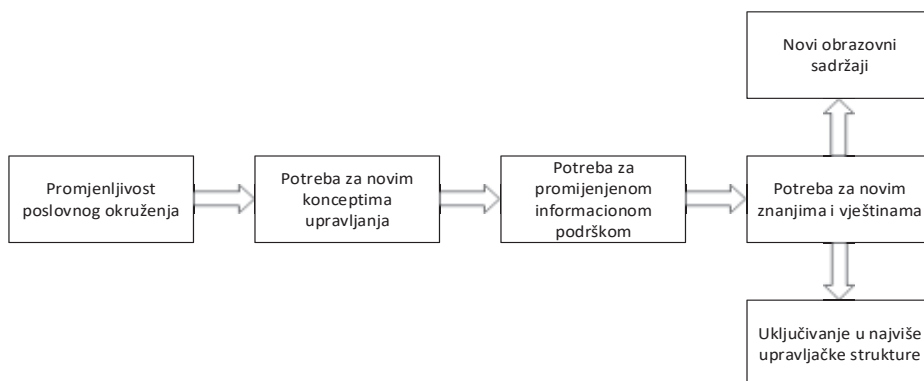 Novi obrazovni
sadržaji
Promjenljivost
poslovnog okruženja
Potreba za novim
konceptima
upravljanja
Potreba za
promijenjenom
informacionom
podrškom
Potreba za novim
znanjima i vještinama
Uključivanje u najviše
upravljačke strukture